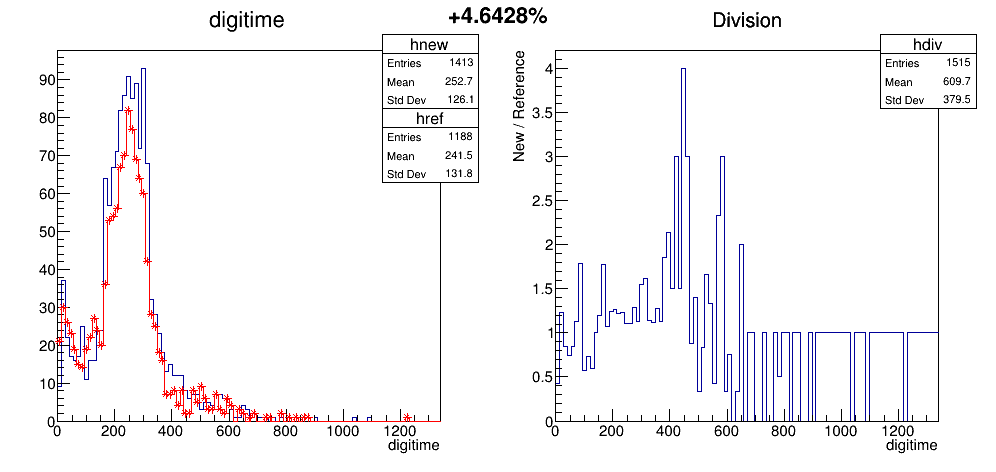 +4.6428%
digitime
hnew
Entries 1413
Mean 252.7
Std Dev 126.1
href
Entries 1188
Mean 241.5
Std Dev 131.8
90
80
70
60
50
40
30
20
10
0
0 200 400 600 800 1000 1200
digitime
Division
hdiv
Entries 1515
Mean 609.7
Std Dev 379.5
New / Reference
4
3.5
3
2.5
2
1.5
1
0.5
0
0 200 400 600 800 1000 1200
digitime